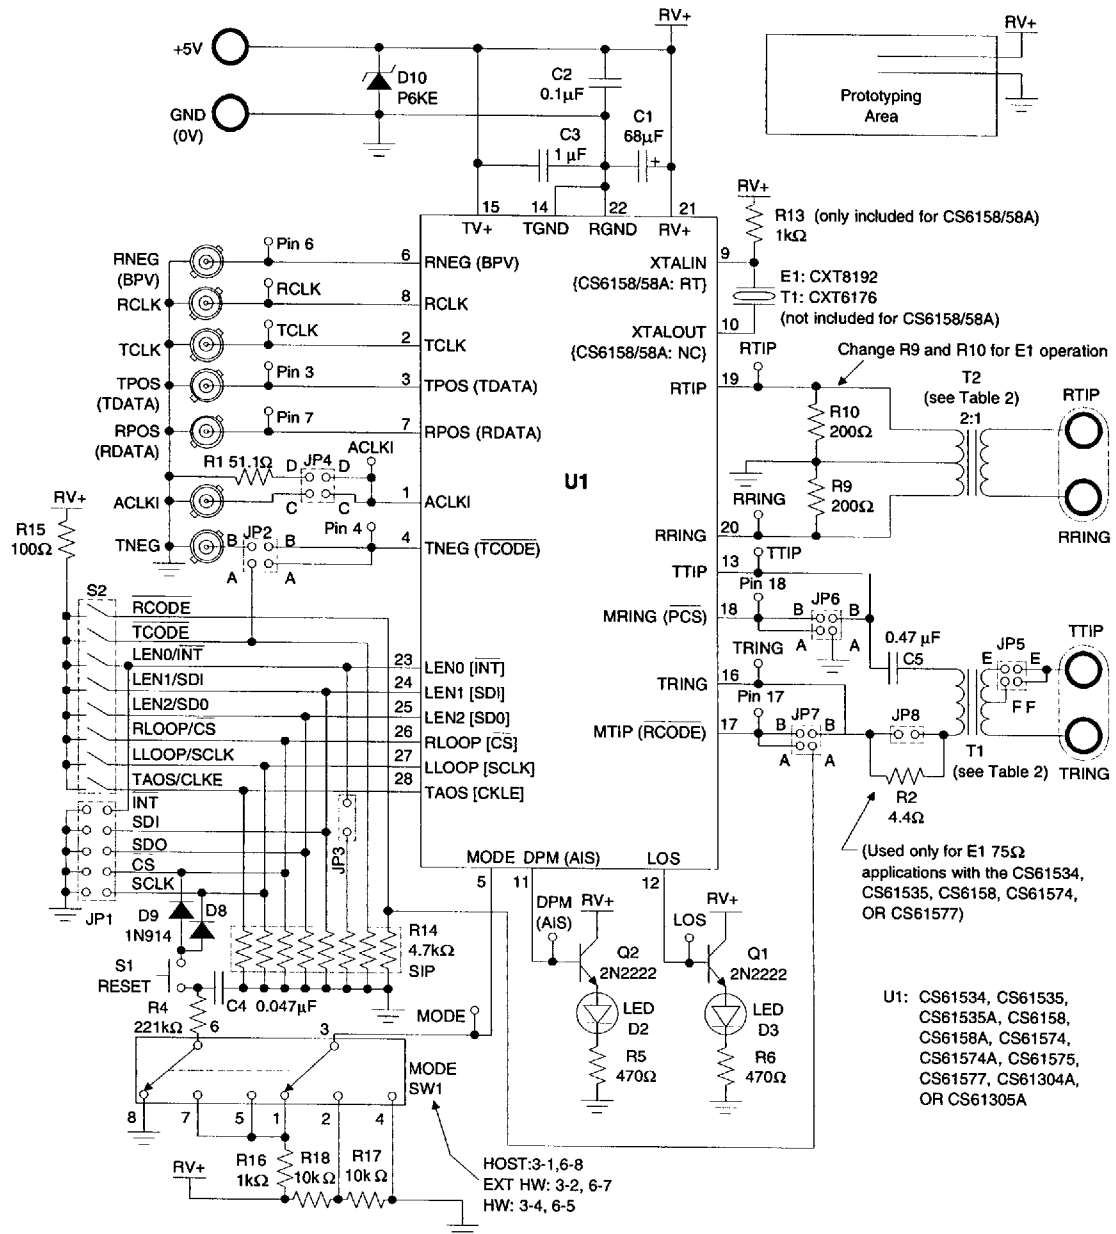 RV+
+5V
D10
P6KE
GND
(0V)
C2
0.1µF
C1
68µF
+
C3
1 µF
RV+
Prototyping
Area
15
14
22
21
TV+
TGND
RGND
RV+
RV+
R13 (only included for CS6158/58A)
1kΩ
RNEG
(BPV)
Pin 6
6
RNEG (BPV)
XTALIN
9
{CS6158/58A: RT}
E1: CXT8192
T1: CXT6176
(not included for CS6158/58A)
RCLK
RCLK
8
RCLK
XTALOUT
10
{CS6158/58A: NC}
TCLK
TCLK
2
TCLK
Change R9 and R10 for E1 operation
TPOS
(TDATA)
Pin 3
3
TPOS (TDATA)
RTIP
19
RTIP
T2
(see Table 2)
2:1
RTIP
R10
200Ω
RPOS
(RDATA)
Pin 7
7
RPOS (RDATA)
R1 51.1Ω
D
JP4
D
ACLKI
U1
ACLKI
C
C
1
ACLKI
R9
200Ω
RRING
RRING
20
RRING
RV+
R15
100Ω
TNEG
B
JP2
B
A
A
Pin 4
4
TNEG (TCODE)
TTIP
13
TTIP
Pin 18
MRING (PCS)
18
B
JP6
B
A
A
S2
RCODE
TCODE
LEN0/INT
23
LEN0 [INT]
LEN1/SDI
24
LEN1 [SDI]
LEN2/SD0
25
LEN2 [SD0]
RLOOP/CS
26
RLOOP [CS]
LLOOP/SCLK
27
LLOOP [SCLK]
TAOS/CLKE
28
TAOS [CKLE]
TRING
TRING
16
Pin 17
MTIP (RCODE)
17
B
JP7
B
A
A
0.47 µF
C5
JP5
E
E
F F
TTIP
JP8
T1
(see Table 2)
TRING
R2
4.4Ω
(Used only for E1 75Ω
applications with the CS61534,
CS61535, CS6158, CS61574,
OR CS61577)
INT
SDI
SDO
CS
SCLK
JP1
JP3
MODE
DPM (AIS)
LOS
5
11
12
D9
1N914
D8
R14
4.7kΩ
SIP
DPM
(AIS)
RV+
Q2
2N2222
LED
D2
R5
470Ω
LOS
RV+
Q1
2N2222
LED
D3
R6
470Ω
S1
RESET
C4
0.047µF
R4
221kΩ
6
3
MODE
MODE
SW1
8
7
5
1
2
4
RV+
R16
1kΩ
R18
10kΩ
R17
10kΩ
HOST:3-1,6-8
EXT HW: 3-2, 6-7
HW: 3-4, 6-5
U1: CS61534, CS61535,
CS61535A, CS6158,
CS6158A, CS61574,
CS61574A, CS61575,
CS61577, CS61304A,
OR CS61305A